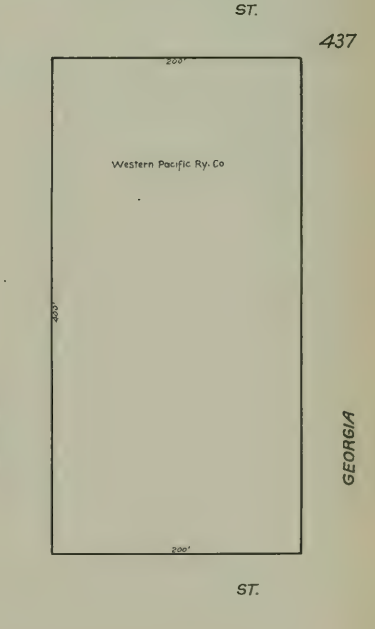 ST.
437
200'
Western Pacific Ry. Co
400'
GEORGIA
200'
ST.